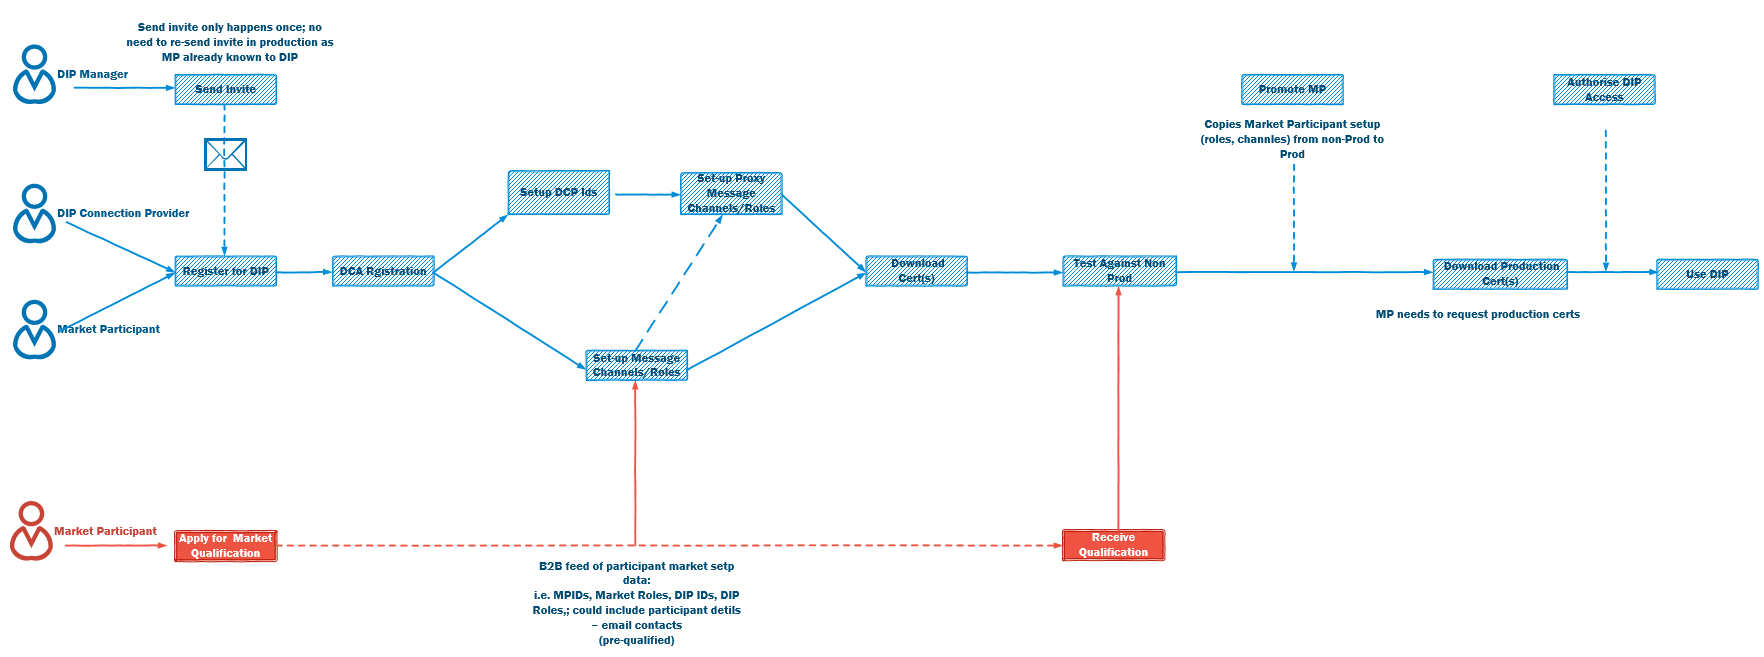 Send invite only happens once; no
need to re-send invite in production as
MP already known to DIP
DIP Manager
Send Invite
Promote MP
Authorise DIP
Access
Copies Market Participant setup
(roles, channles) from non-Prod to
Prod
DIP Connection Provider
Setup DCP Ids
Set-up Proxy
Message
Channels/Roles
Register for DIP
DCA Rgistration
Download
Cert(s)
Test Against Non
Prod
Download Production
Cert(s)
Use DIP
MP needs to request production certs
Market Participant
Set-up Message
Channels/Roles
Market Participant
Apply for Market
Qualification
Receive
Qualification
B2B feed of participant market setp
data:
i.e. MPIDs, Market Roles, DIP IDs, DIP
Roles,; could include participant detils
– email contacts
(pre-qualified)